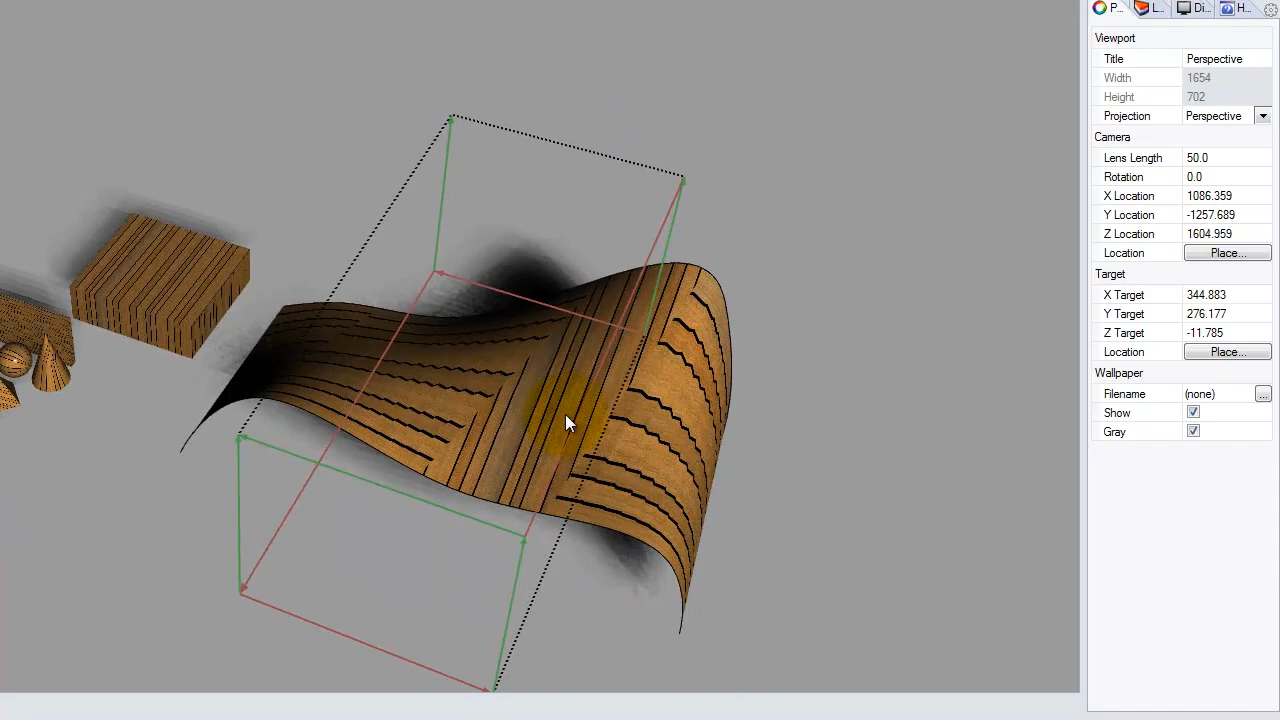 P... L... Di... H...
Viewport
Title Perspective
Width 1654
Height 702
Projection Perspective
Camera
Lens Length 50.0
Rotation 0.0
X Location 1086.359
Y Location -1257.689
Z Location 1604.959
Location Place...
Target
X Target 344.883
Y Target 276.177
Z Target -11.785
Location Place...
Wallpaper
Filename (none) ...
Show
Gray